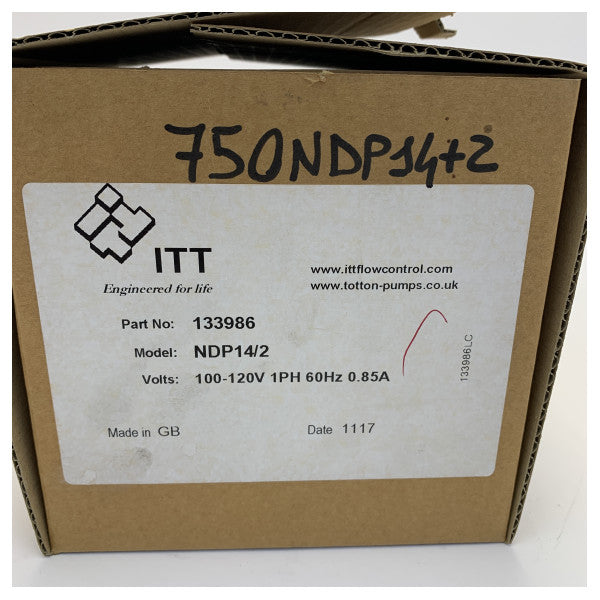 750NDP14+2
ITT
Engineered for life
www.ittflowcontrol.com
www.totton-pumps.co.uk
Part No: 133986
Model: NDP14/2
Volts: 100-120V 1PH 60Hz 0.85A
133986LC
Made in GB
Date 1117